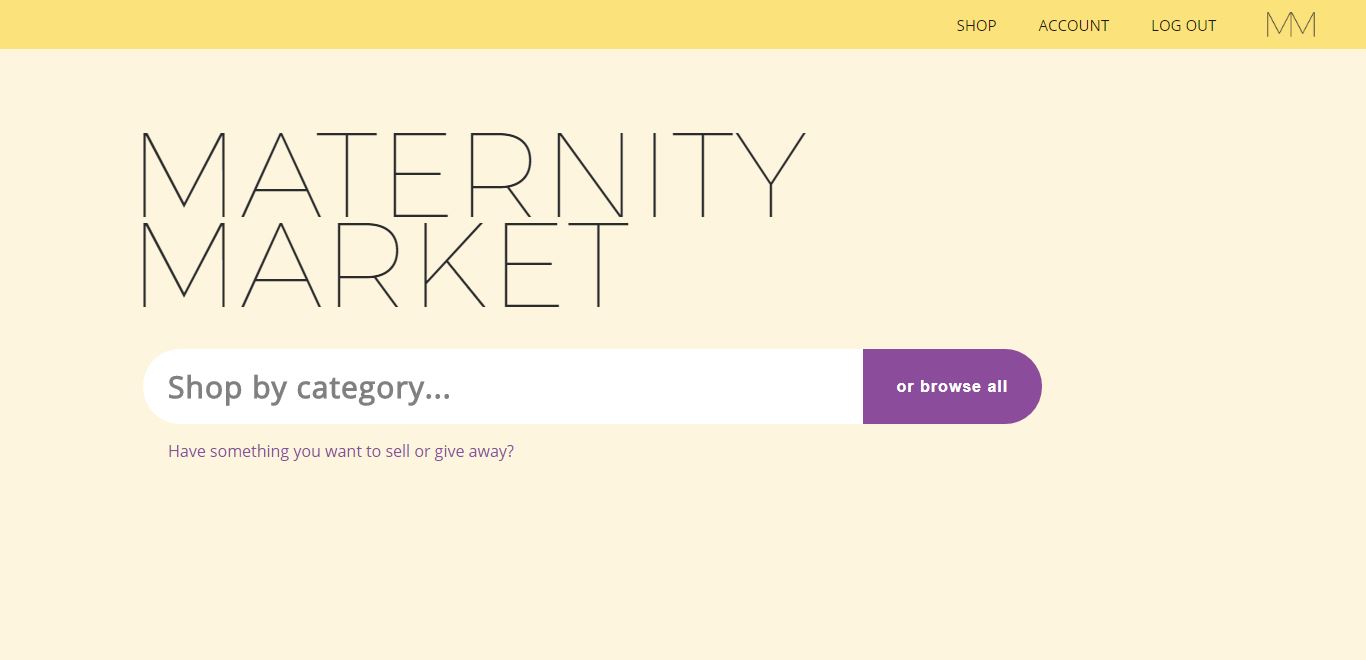 SHOP ACCOUNT LOG OUT MM
MATERNITY
MARKET
Shop by category...
or browse all
Have something you want to sell or give away?